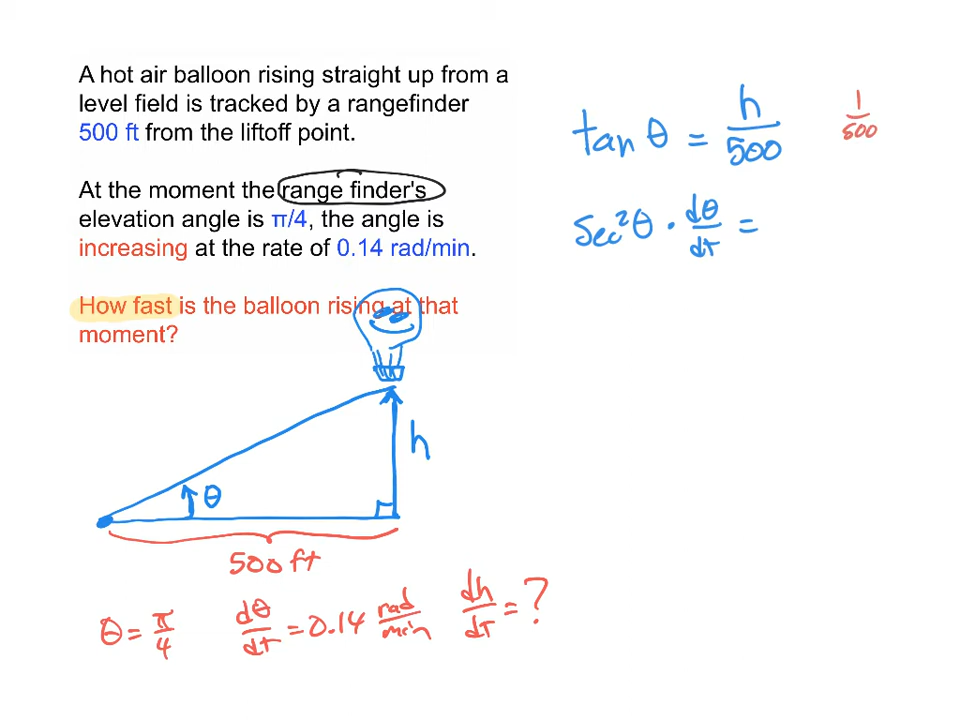 A hot air balloon rising straight up from a
level field is tracked by a rangefinder
500 ft from the liftoff point.
At the moment the range finder's
elevation angle is π/4, the angle is
increasing at the rate of 0.14 rad/min.
How fast is the balloon rising at that
moment?
tan θ = h/500
1/500
sec²θ · dθ/dt =
h
θ
500 ft
θ = π/4
dθ/dt = 0.14 rad/min
dh/dt = ?